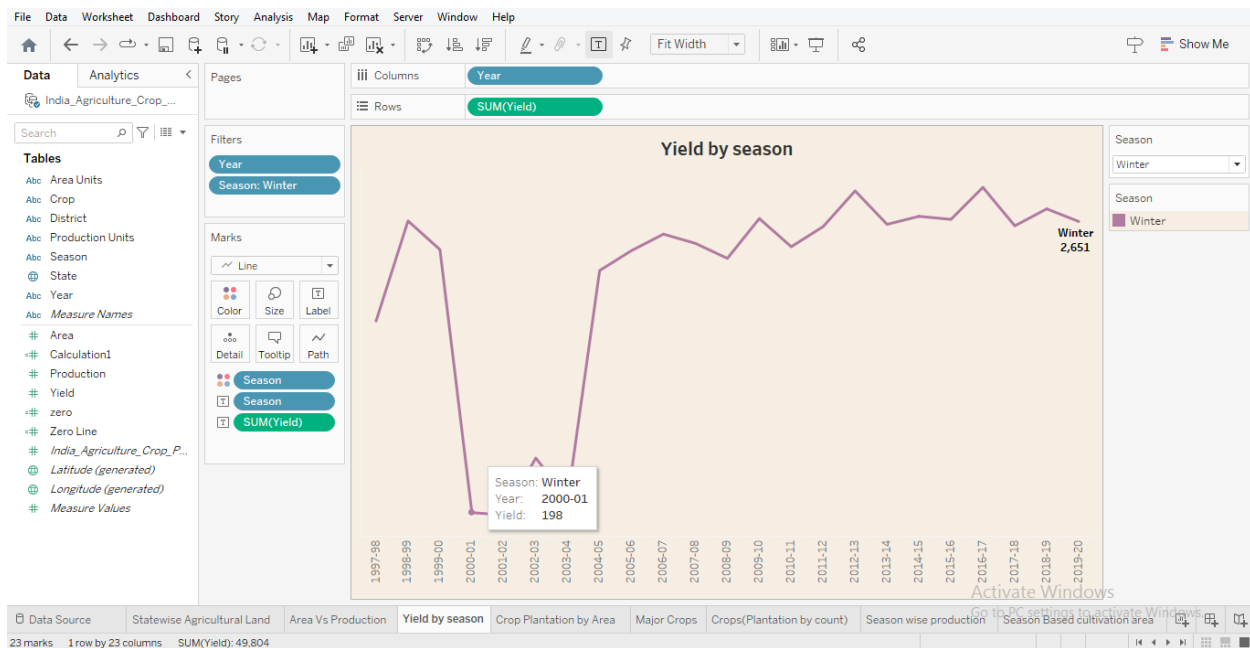 File Data Worksheet Dashboard Story Analysis Map Format Server Window Help
Fit Width
Show Me
Data Analytics
India_Agriculture_Crop_...
Search
Tables
Abc Area Units
Abc Crop
Abc District
Abc Production Units
Abc Season
State
Abc Year
Abc Measure Names
# Area
=# Calculation1
# Production
# Yield
=# zero
=# Zero Line
# India_Agriculture_Crop_P...
Latitude (generated)
Longitude (generated)
# Measure Values
Pages
Filters
Year
Season: Winter
Marks
Line
Color Size Label
Detail Tooltip Path
Season
Season
SUM(Yield)
Columns Year
Rows SUM(Yield)
Yield by season
Winter
2,651
Season: Winter
Year: 2000-01
Yield: 198
1997-98
1998-99
1999-00
2000-01
2001-02
2002-03
2003-04
2004-05
2005-06
2006-07
2007-08
2008-09
2009-10
2010-11
2011-12
2012-13
2013-14
2014-15
2015-16
2016-17
2017-18
2018-19
2019-20
Season
Winter
Season
Winter
Activate Windows
Go to PC settings to activate Windows.
Data Source Statewise Agricultural Land Area Vs Production Yield by season Crop Plantation by Area Major Crops Crops(Plantation by count) Season wise production Season Based cultivation area
23 marks 1 row by 23 columns SUM(Yield): 49,804